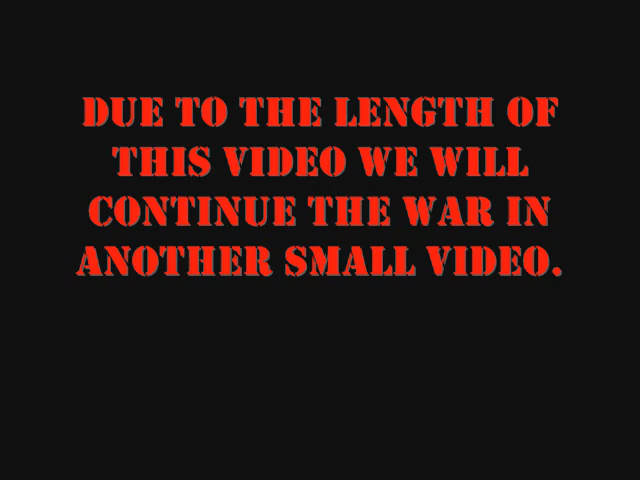 DUE TO THE LENGTH OF
THIS VIDEO WE WILL
CONTINUE THE WAR IN
ANOTHER SMALL VIDEO.